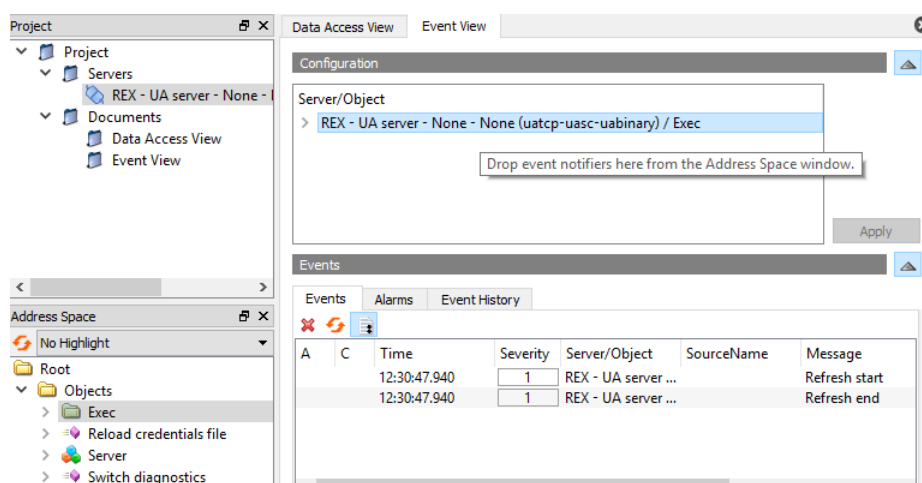 Project
Project
Servers
REX - UA server - None -
Documents
Data Access View
Event View
Address Space
No Highlight
Root
Objects
Exec
Reload credentials file
Server
Switch diagnostics
Data Access View Event View
Configuration
Server/Object
REX - UA server - None - None (uatcp-uasc-uabinary) / Exec
Drop event notifiers here from the Address Space window.
Apply
Events
Events Alarms Event History
A C Time Severity Server/Object SourceName Message
12:30:47.940 1 REX - UA server ... Refresh start
12:30:47.940 1 REX - UA server ... Refresh end